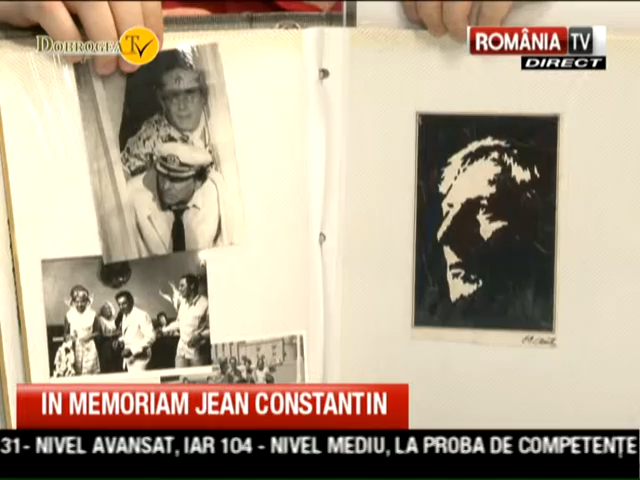 DOBROGEA TV
ROMÂNIA TV
DIRECT
IN MEMORIAM JEAN CONSTANTIN
31- NIVEL AVANSAT, IAR 104 - NIVEL MEDIU, LA PROBA DE COMPETENȚE